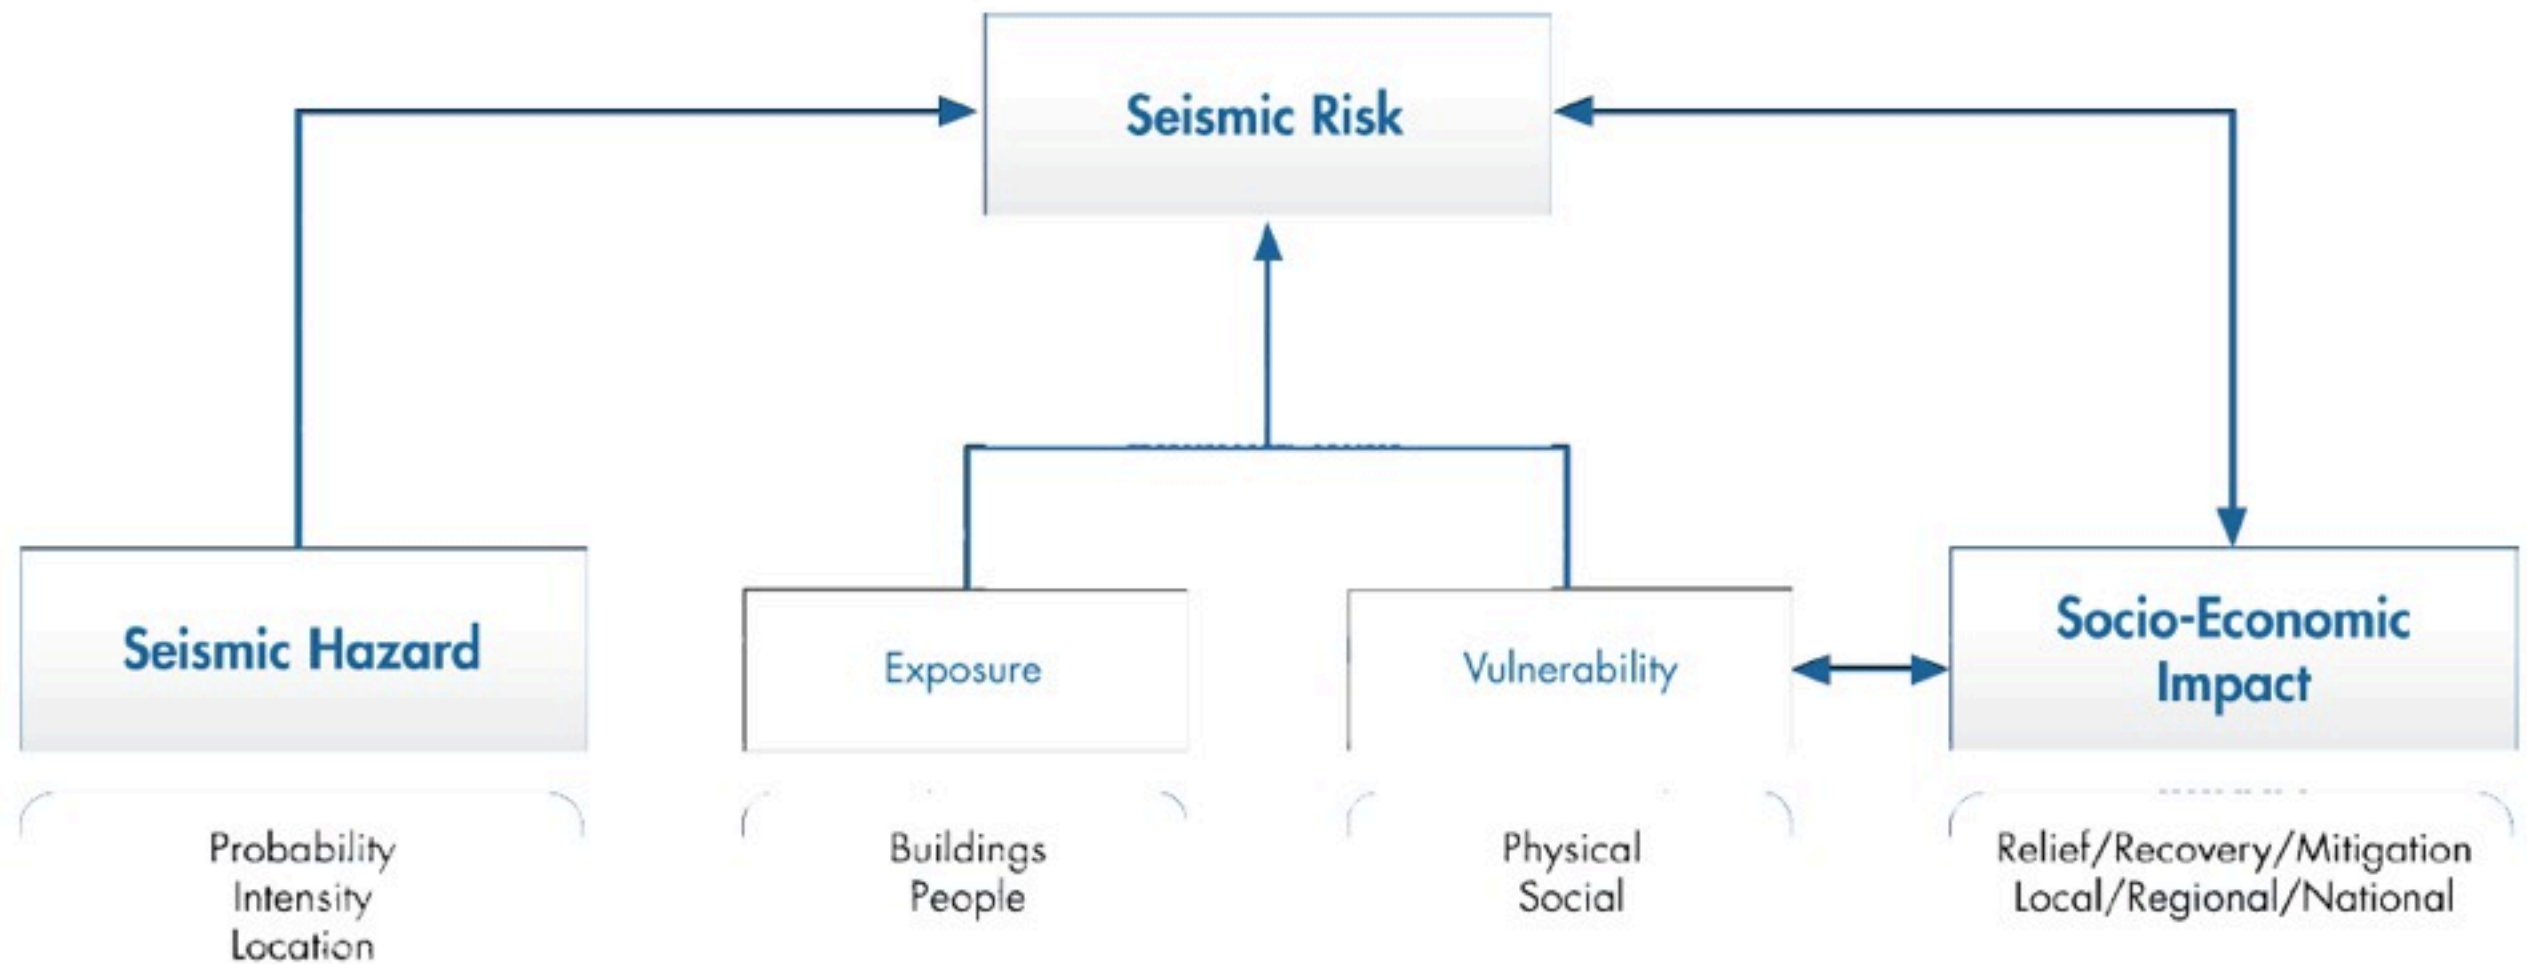 Seismic Risk
Seismic Hazard
Exposure
Vulnerability
Socio-Economic
Impact
Probability
Intensity
Location
Buildings
People
Physical
Social
Relief/Recovery/Mitigation
Local/Regional/National